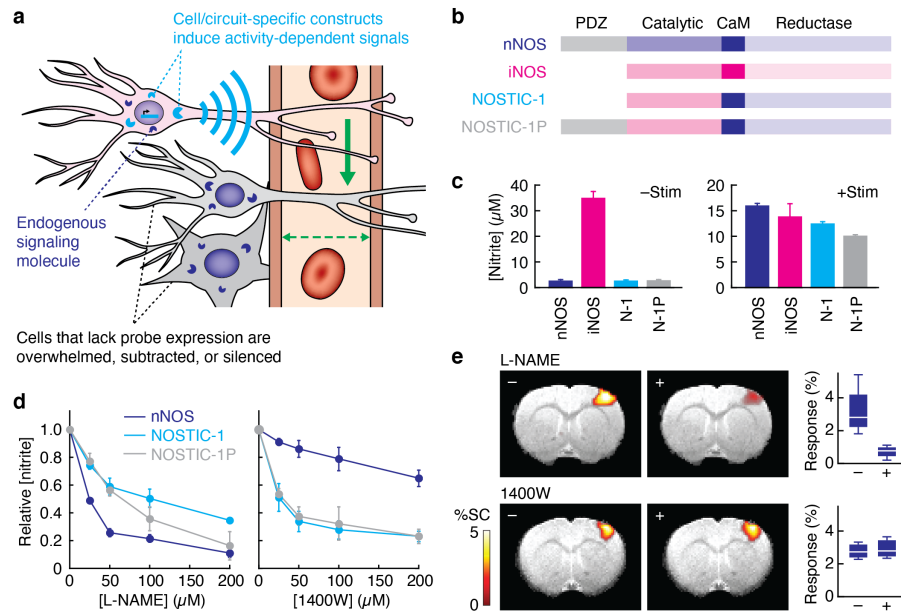 a
Cell/circuit-specific constructs
induce activity-dependent signals
Endogenous
signaling
molecule
Cells that lack probe expression are
overwhelmed, subtracted, or silenced
b
PDZ Catalytic CaM Reductase
nNOS
iNOS
NOSTIC-1
NOSTIC-1P
c
[Nitrite] (µM)
40
30
20
10
0
–Stim
nNOS iNOS N-1 N-1P
20
15
10
5
0
+Stim
nNOS iNOS N-1 N-1P
d
Relative [nitrite]
1.0
0.8
0.6
0.4
0.2
0
nNOS
NOSTIC-1
NOSTIC-1P
0 50 100 150 200
[L-NAME] (µM)
0 50 100 150 200
[1400W] (µM)
e
L-NAME
– +
Response (%)
4
2
0
– +
1400W
– +
%SC
5
0
Response (%)
4
2
0
– +